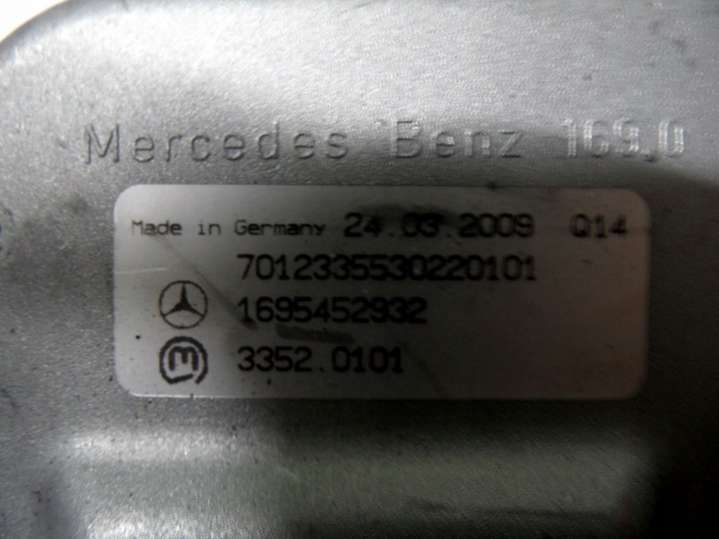 Mercedes Benz 169.0
Made in Germany 24.03.2009 Q14
7012335530220101
1695452932
3352.0101